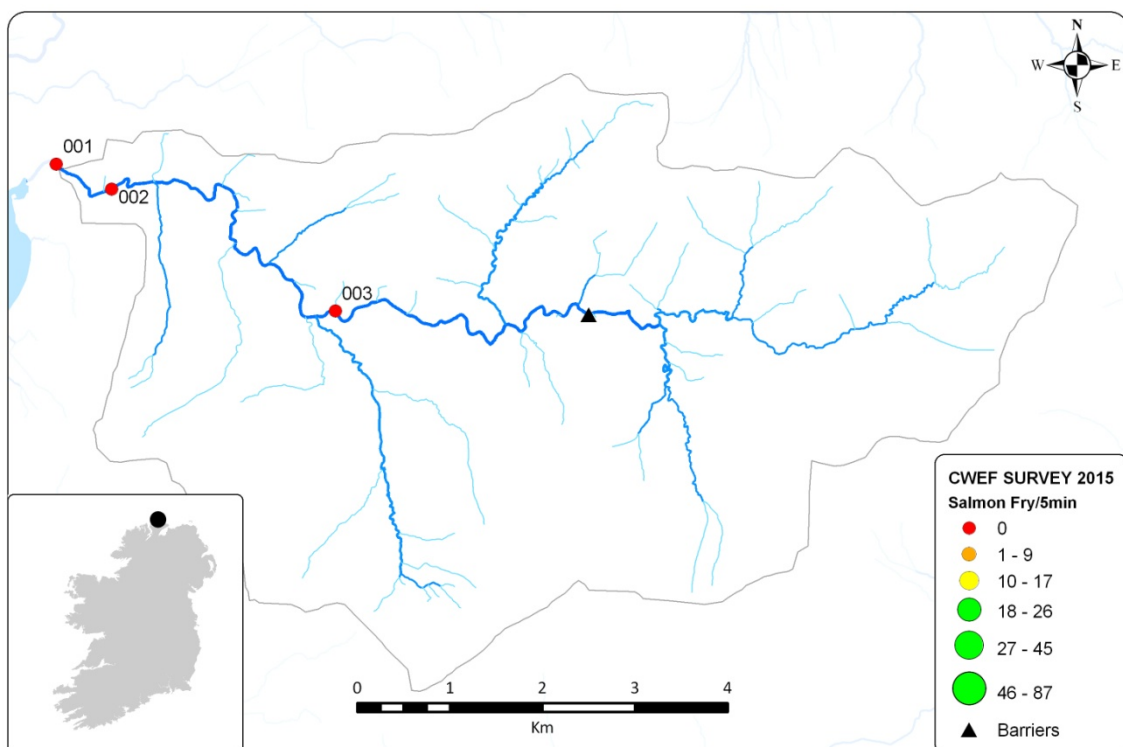 N
W E
S
001
002
003
CWEF SURVEY 2015
Salmon Fry/5min
0
1 - 9
10 - 17
18 - 26
27 - 45
46 - 87
Barriers
0 1 2 3 4
Km